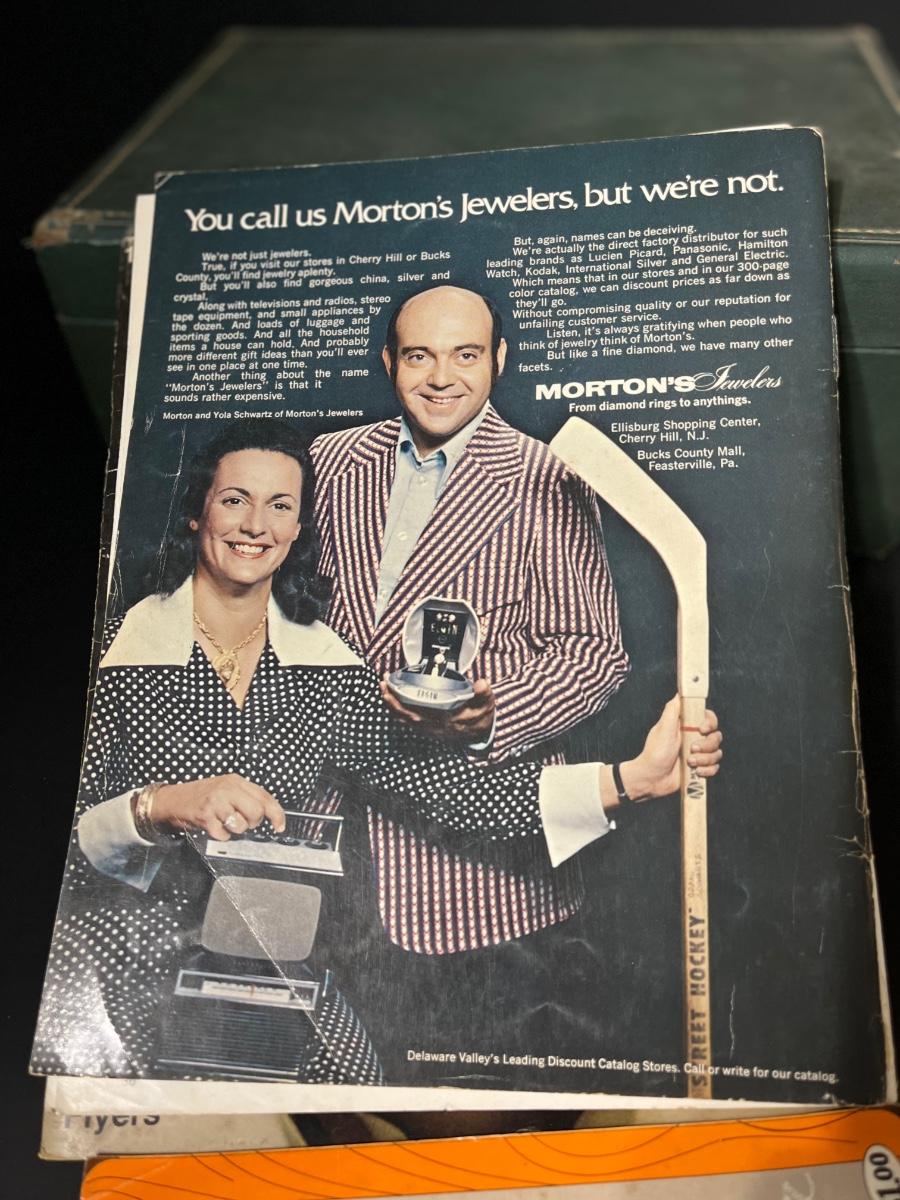 You call us Morton's Jewelers, but we're not.
We're not just jewelers.
True, if you visit our stores in Cherry Hill or Bucks
County, you'll find jewelry aplenty.
But you'll also find gorgeous china, silver and
crystal.
Along with televisions and radios, stereo
tape equipment, and small appliances by
the dozen. And loads of luggage and
sporting goods. And all the household
items a house can hold. And probably
more different gift ideas than you'll ever
see in one place at one time.
Another thing about the name
"Morton's Jewelers" is that it
sounds rather expensive.
Morton and Yola Schwartz of Morton's Jewelers
But, again, names can be deceiving.
We're actually the direct factory distributor for such
leading brands as Lucien Picard, Panasonic, Hamilton
Watch, Kodak, International Silver and General Electric.
Which means that in our stores and in our 300-page
color catalog, we can discount prices as far down as
they'll go.
Without compromising quality or our reputation for
unfailing customer service.
Listen, it's always gratifying when people who
think of jewelry think of Morton's.
But like a fine diamond, we have many other
facets.
MORTON'S Jewelers
From diamond rings to anythings.
Ellisburg Shopping Center,
Cherry Hill, N.J.
Bucks County Mall,
Feasterville, Pa.
ELGIN
ELGIN
STREET HOCKEY
Delaware Valley's Leading Discount Catalog Stores. Call or write for our catalog.
Flyers
1.00